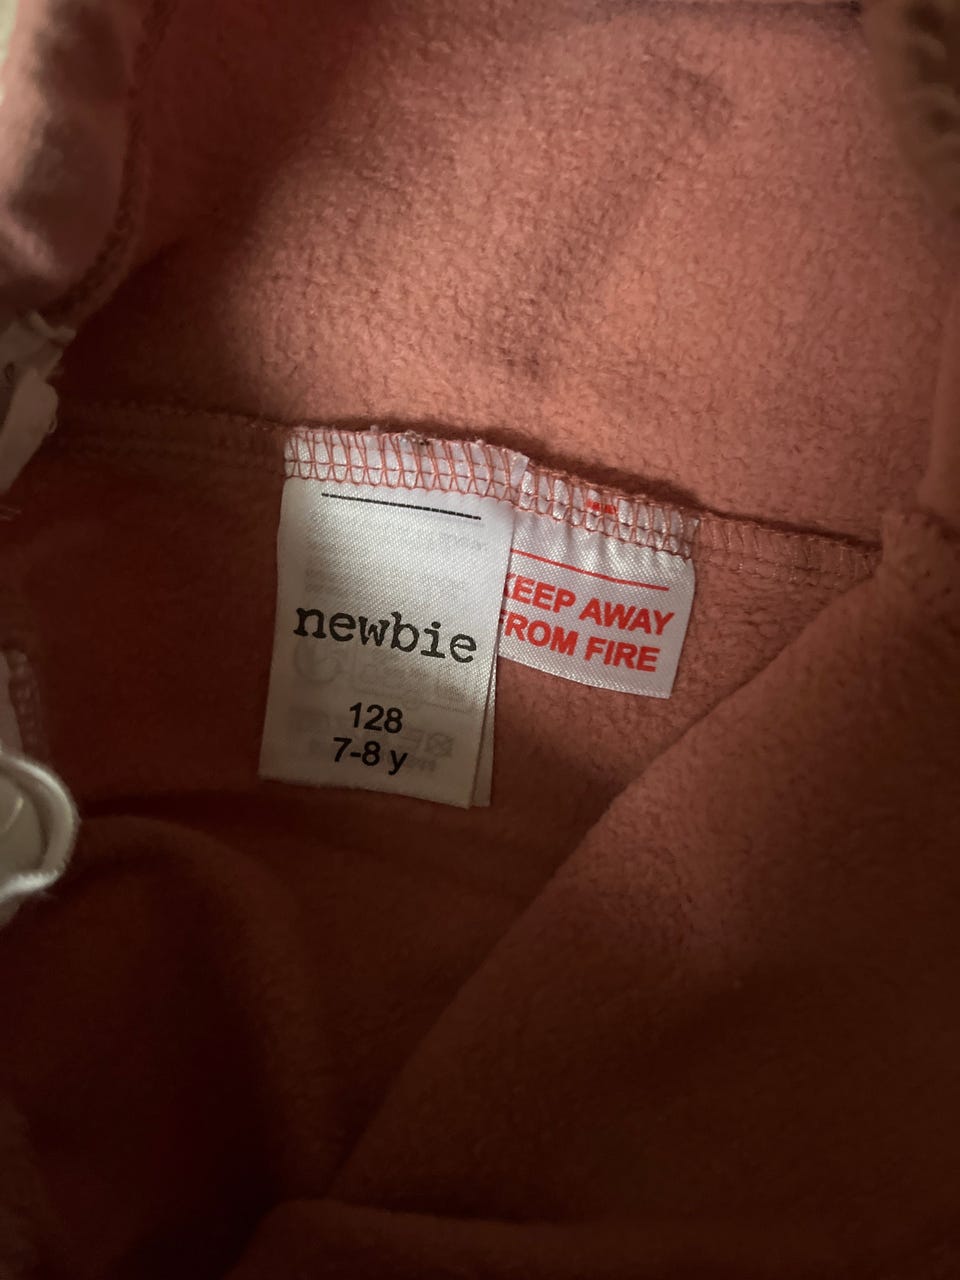 newbie
128
7-8 y
KEEP AWAY
FROM FIRE